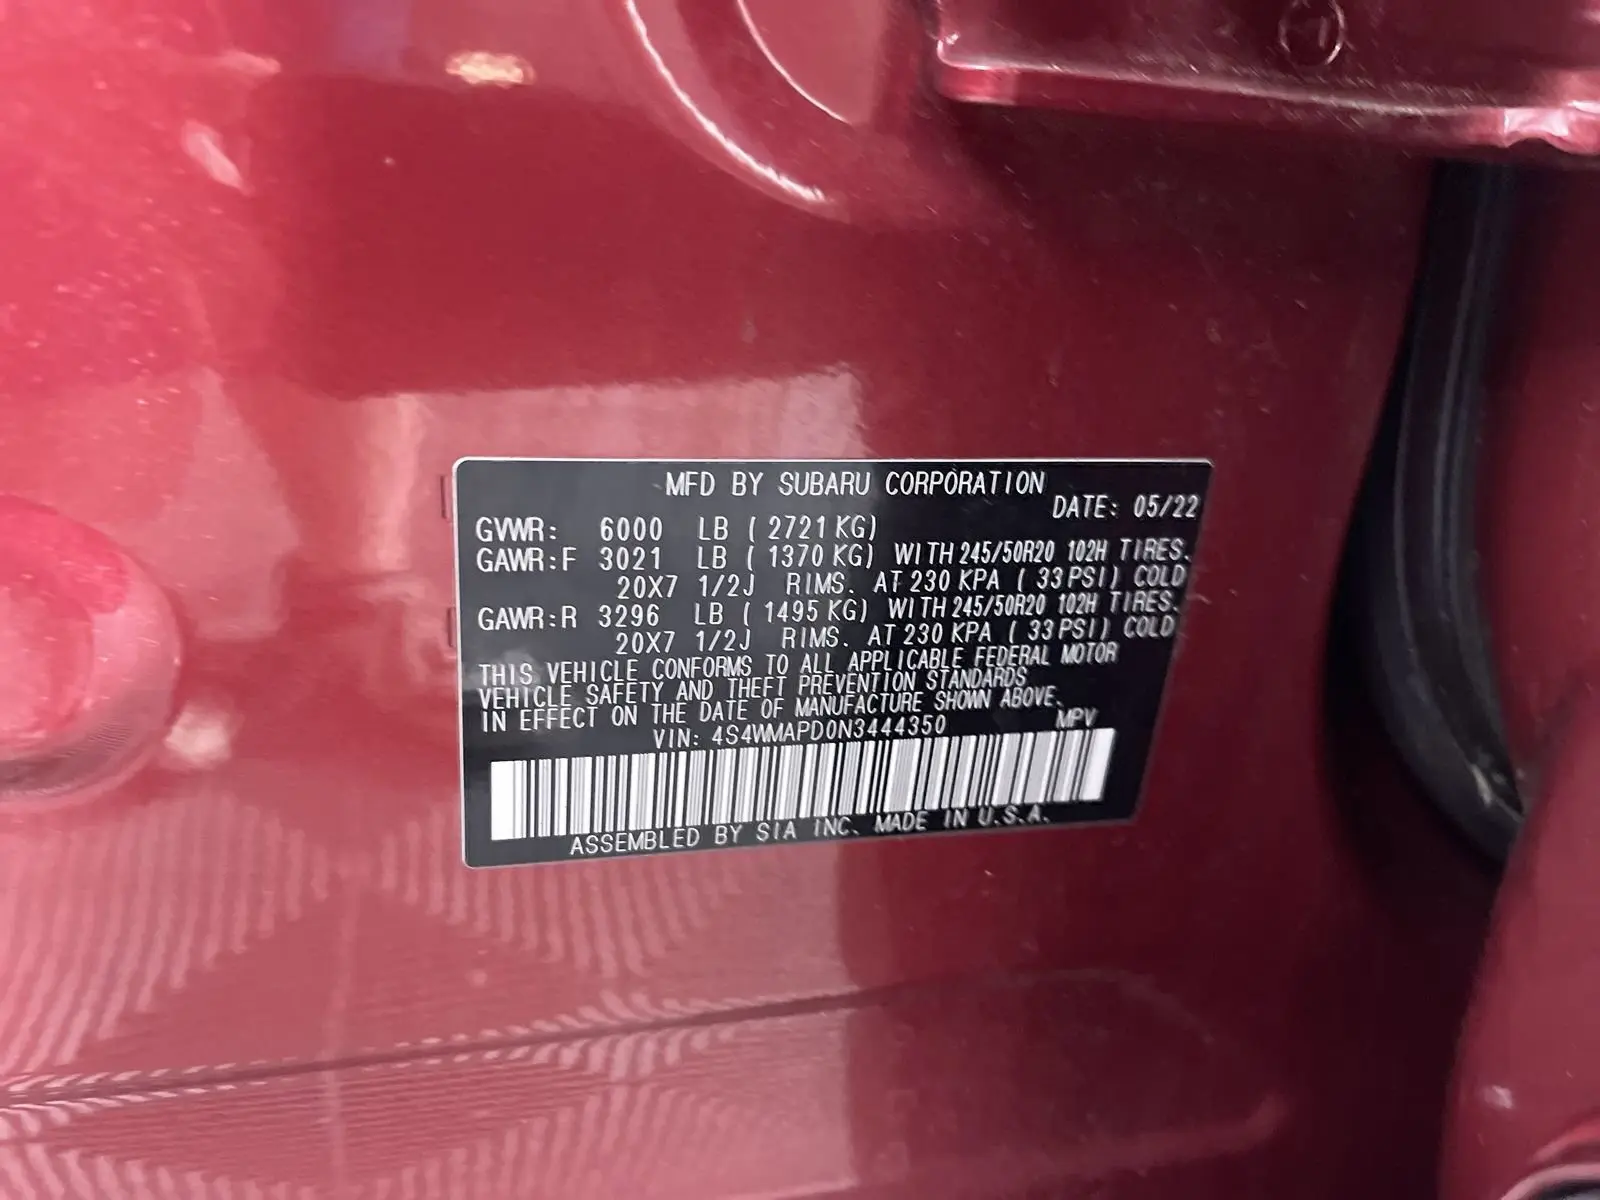 MFD BY SUBARU CORPORATION
DATE: 05/22
GVWR: 6000 LB ( 2721 KG)
GAWR:F 3021 LB ( 1370 KG) WITH 245/50R20 102H TIRES.
20X7 1/2J RIMS. AT 230 KPA ( 33 PSI) COLD
GAWR:R 3296 LB ( 1495 KG) WITH 245/50R20 102H TIRES.
20X7 1/2J RIMS. AT 230 KPA ( 33 PSI) COLD
THIS VEHICLE CONFORMS TO ALL APPLICABLE FEDERAL MOTOR
VEHICLE SAFETY AND THEFT PREVENTION STANDARDS
IN EFFECT ON THE DATE OF MANUFACTURE SHOWN ABOVE.
VIN: 4S4WMAPD0N3444350 MPV
ASSEMBLED BY SIA INC. MADE IN U.S.A.